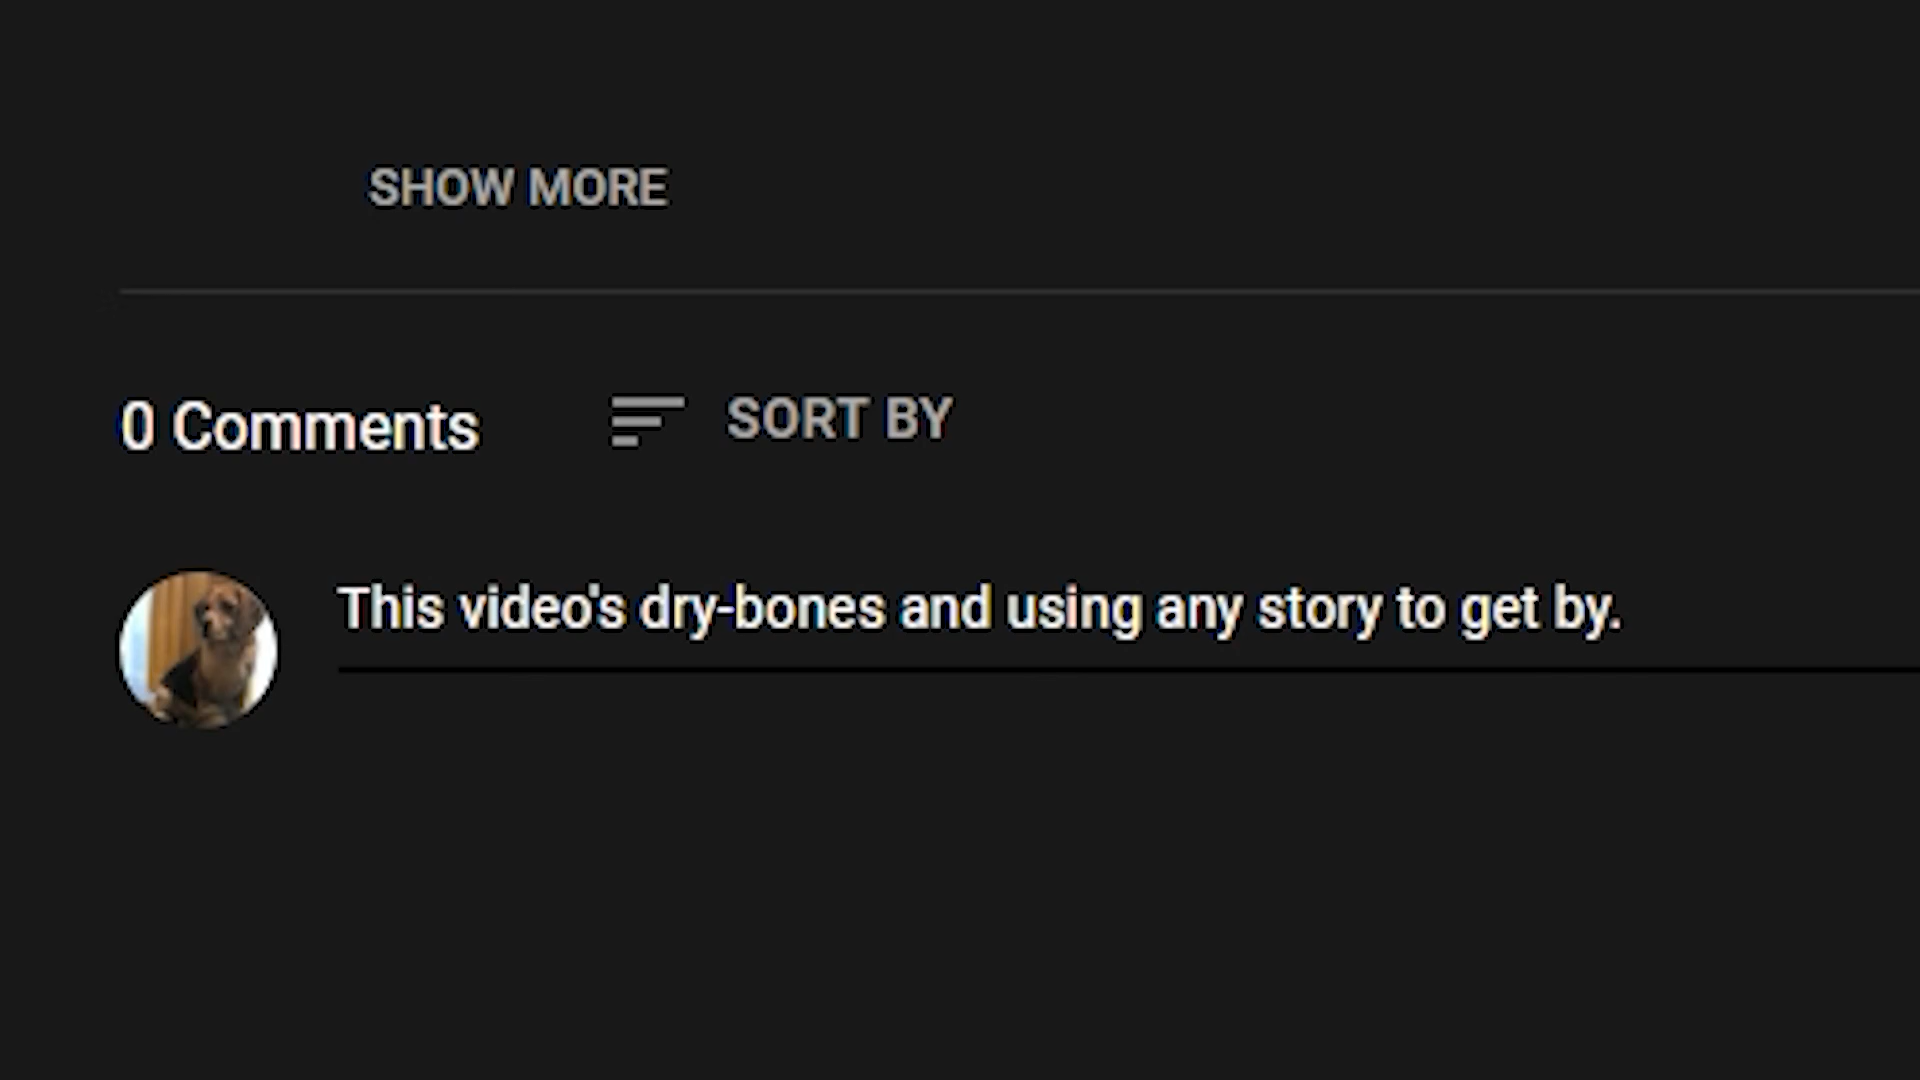 SHOW MORE
0 Comments
SORT BY
This video's dry-bones and using any story to get by.